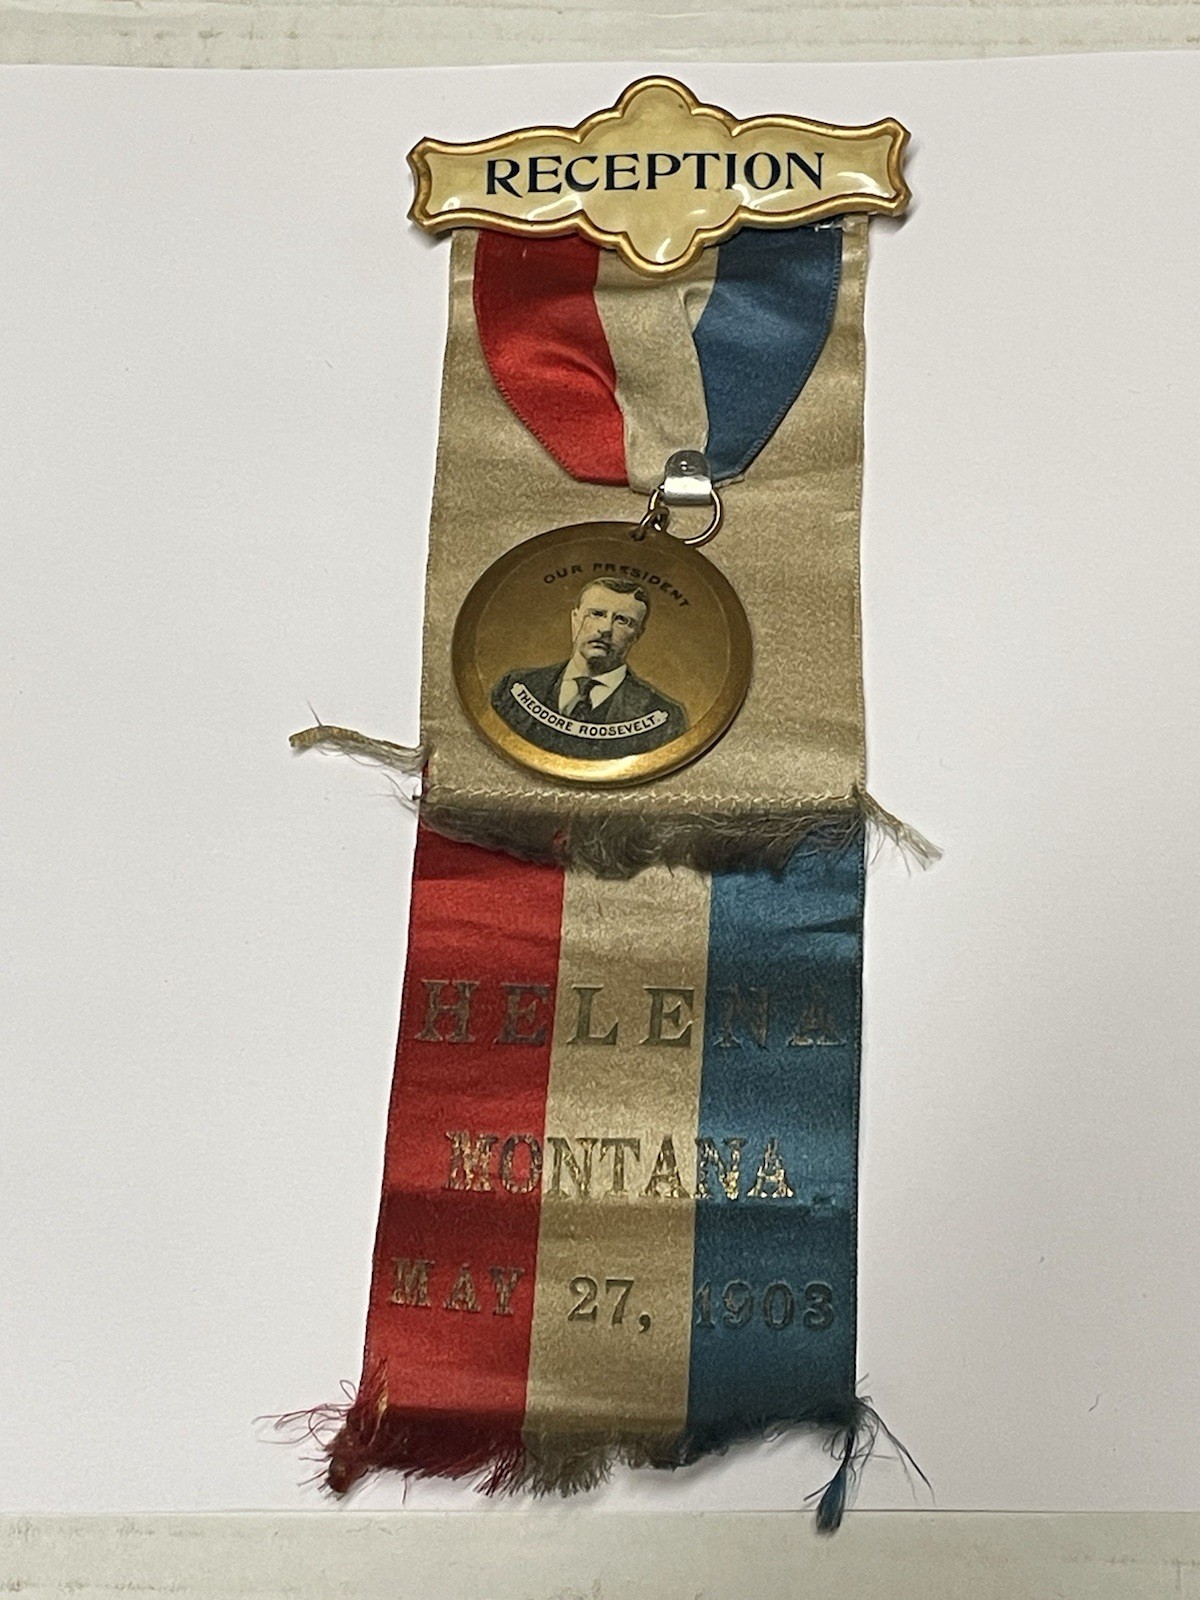 RECEPTION
OUR PRESIDENT
THEODORE ROOSEVELT.
HELENA
MONTANA
MAY 27, 1903